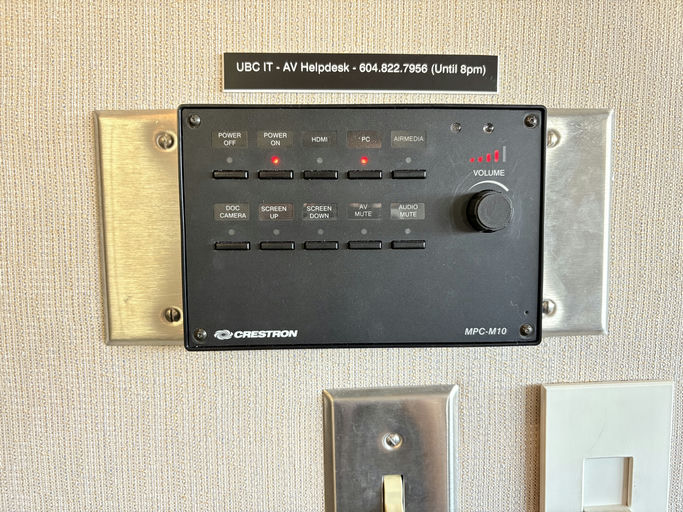 UBC IT - AV Helpdesk - 604.822.7956 (Until 8pm)
POWER OFF
POWER ON
HDMI
PC
AIRMEDIA
VOLUME
DOC CAMERA
SCREEN UP
SCREEN DOWN
AV MUTE
AUDIO MUTE
CRESTRON
MPC-M10